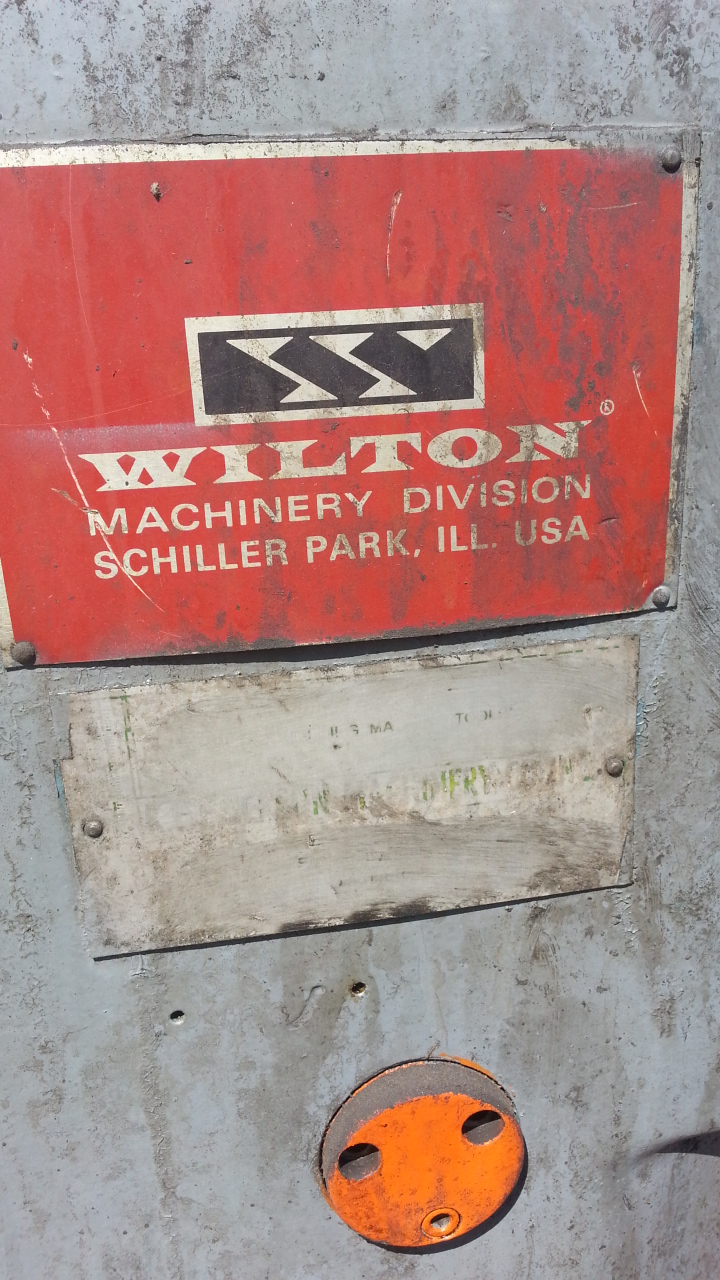 WILTON®
MACHINERY DIVISION
SCHILLER PARK, ILL. USA